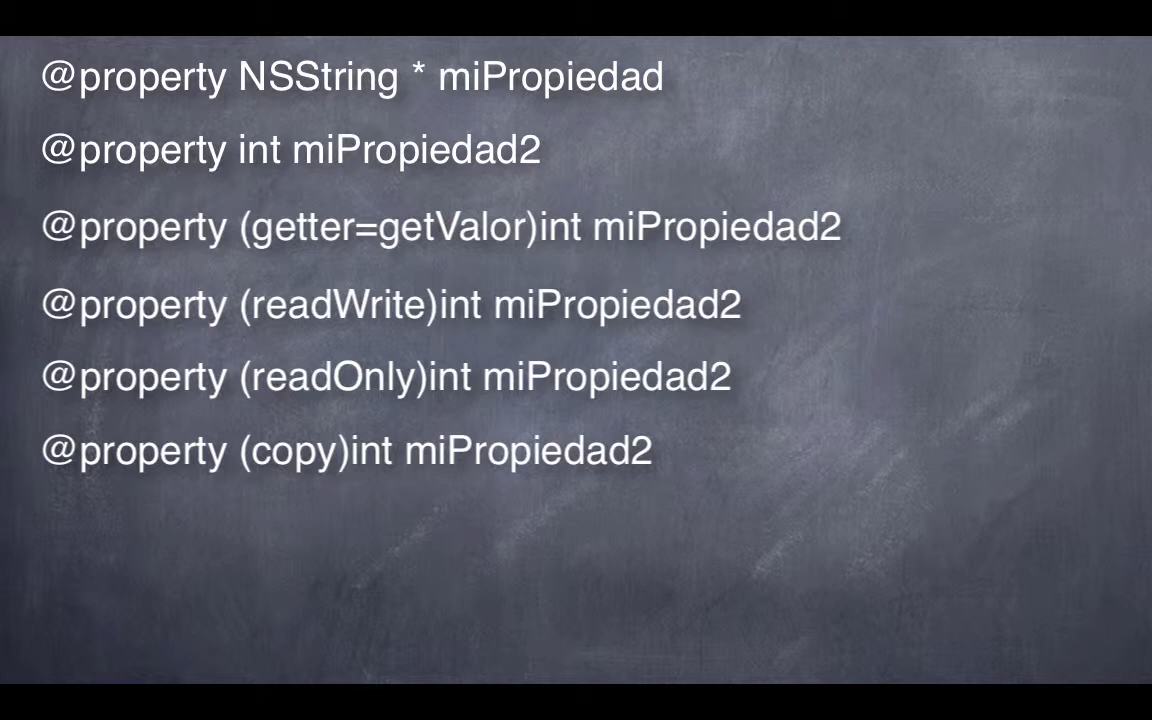 @property NSString * miPropiedad
@property int miPropiedad2
@property (getter=getValor)int miPropiedad2
@property (readWrite)int miPropiedad2
@property (readOnly)int miPropiedad2
@property (copy)int miPropiedad2